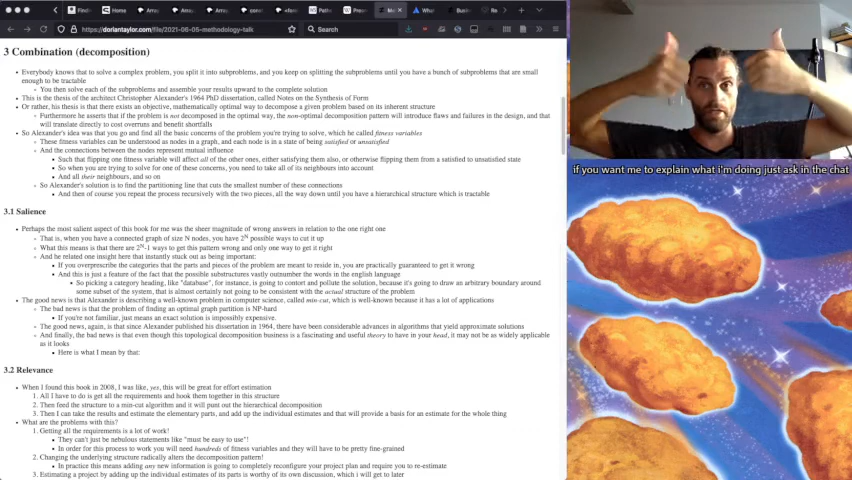 Home
https://doriantaylor.com/file/2021-06-05-methodology-talk
Search
3 Combination (decomposition)
Everybody knows that to solve a complex problem, you split it into subproblems, and you keep on splitting the subproblems until you have a bunch of subproblems that are small
enough to be tractable
You then solve each of the subproblems and assemble your results upward to the complete solution
This is the thesis of the architect Christopher Alexander's 1964 PhD dissertation, called Notes on the Synthesis of Form
Or rather, his thesis is that there exists an objective, mathematically optimal way to decompose a given problem based on its inherent structure
Furthermore he asserts that if the problem is not decomposed in the optimal way, the non-optimal decomposition will introduce flaws and failures in the design, and that
will translate directly to cost overruns and benefit shortfalls
So Alexander's idea was that you go and find all the basic concerns of the problem you're trying to solve, which he called fitness variables
These fitness variables can be understood as nodes in a graph, and each node is in a state of being satisfied or unsatisfied
And the connections between the nodes represent mutual influence
Such that flipping one fitness variable will affect all of the other ones, either satisfying them also, or otherwise flipping them from a satisfied to unsatisfied state
So when you are trying to solve for one of these concerns, you need to take all of its neighbours into account
And all their neighbours, and so on
So Alexander's solution is to find the partitioning line that cuts the smallest number of these connections
And then of course you repeat the process recursively with the two pieces, all the way down until you have a hierarchical structure which is tractable
3.1 Salience
Perhaps the most salient aspect of this book for me was the sheer magnitude of wrong answers in relation to the one right one
That is, when you have a connected graph of size N nodes, you have 2N possible ways to cut it up
What this means is that there are 2N-1 ways to get this pattern wrong and only one way to get it right
And he related one insight here that instantly stuck out as being important:
If you overprescribe the categories that the parts and pieces of the problem are meant to reside in, you are practically guaranteed to get it wrong
And this is just a feature of the fact that the possible substructures vastly outnumber the words in the english language
So picking a category heading, like "database", for instance, is going to contort and pollute the solution, because it's going to draw an arbitrary boundary around
some subset of the system, that is almost certainly not going to be consistent with the actual structure of the problem
The good news is that Alexander is describing a well-known problem in computer science, called min-cut, which is well-known because it has a lot of applications
The bad news is that the problem of finding an optimal graph partition is NP-hard
If you're not familiar, just means an exact solution is impossibly expensive.
The good news, again, is that since Alexander published his dissertation in 1964, there have been considerable advances in algorithms that yield approximate solutions
And finally, the bad news is that even though this topological decomposition business is a fascinating and useful theory to have in your head, it may not be as widely applicable
as it looks
Here is what I mean by that:
3.2 Relevance
When I found this book in 2008, I was like, yes, this will be great for effort estimation
1. All I have to do is get all the requirements and hook them together in this structure
2. Then feed the structure to a min-cut algorithm and it will punt out the hierarchical decomposition
3. Then I can take the results and estimate the elementary parts, and add up the individual estimates and that will provide a basis for an estimate for the whole thing
What are the problems with this?
1. Getting all the requirements is a lot of work!
They can't just be nebulous statements like "must be easy to use"!
In order for this process to work you will need hundreds of fitness variables and they will have to be pretty fine-grained
2. Changing the underlying structure radically alters the decomposition pattern!
In practice this means adding any new information is going to completely reconfigure your project plan and require you to re-estimate
3. Estimating a project by adding up the individual estimates of its parts is worthy of its own discussion, which i will get to later
if you want me to explain what i'm doing just ask in the chat